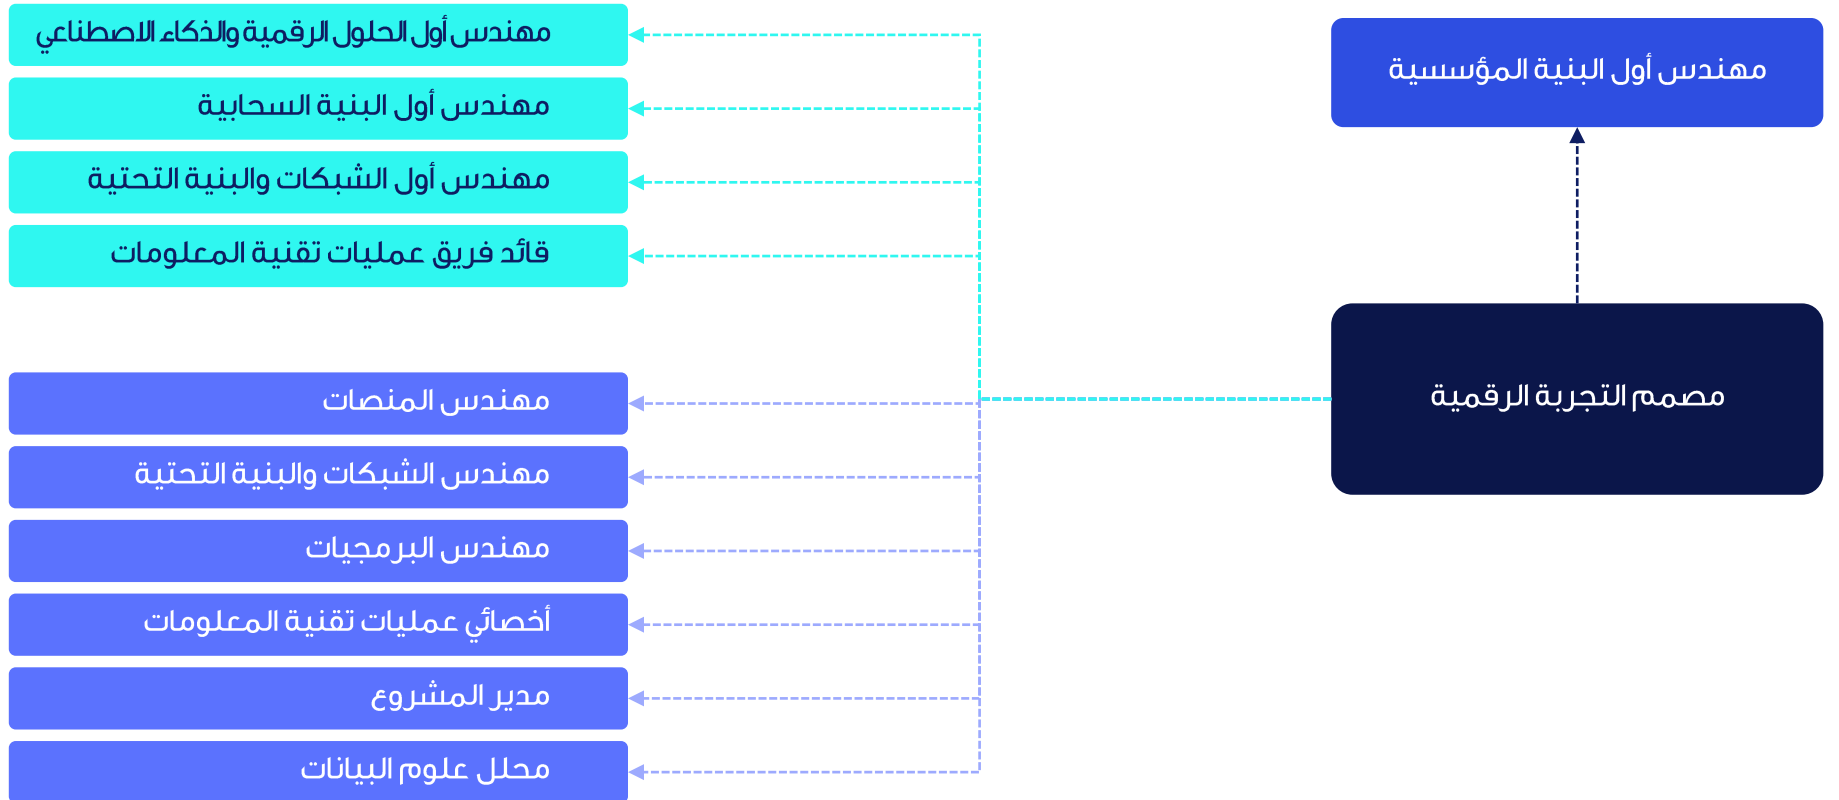 مهندس أول البنية المؤسسية
مصمم التجربة الرقمية
مهندس أول الحلول الرقمية والذكاء الاصطناعي
مهندس أول البنية السحابية
مهندس أول الشبكات والبنية التحتية
قائد فريق عمليات تقنية المعلومات
مهندس المنصات
مهندس الشبكات والبنية التحتية
مهندس البرمجيات
أخصائي عمليات تقنية المعلومات
مدير المشروع
محلل علوم البيانات